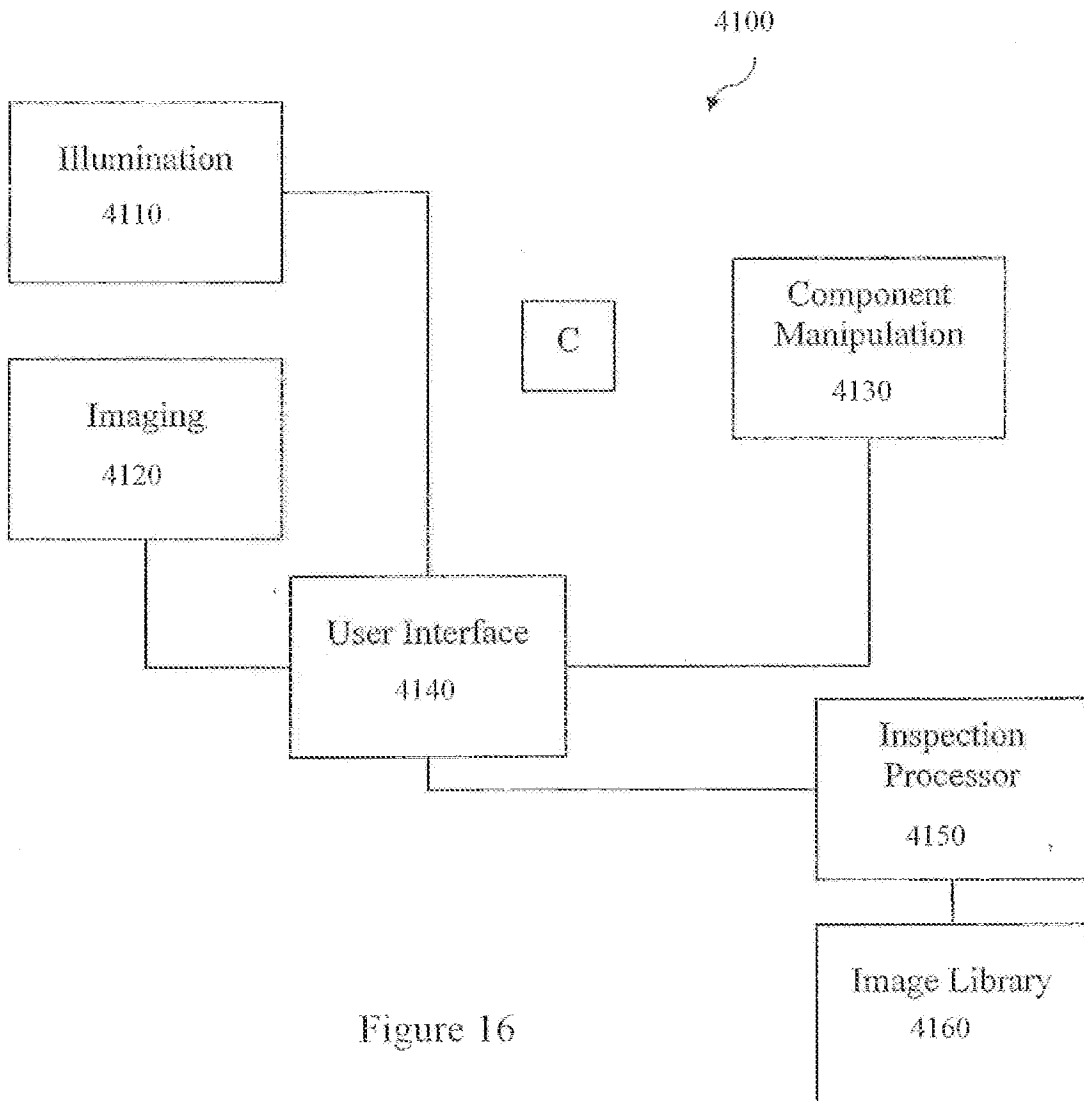 4100
Illumination
4110
Imaging
4120
C
Component
Manipulation
4130
User Interface
4140
Inspection
Processor
4150
Image Library
4160
Figure 16